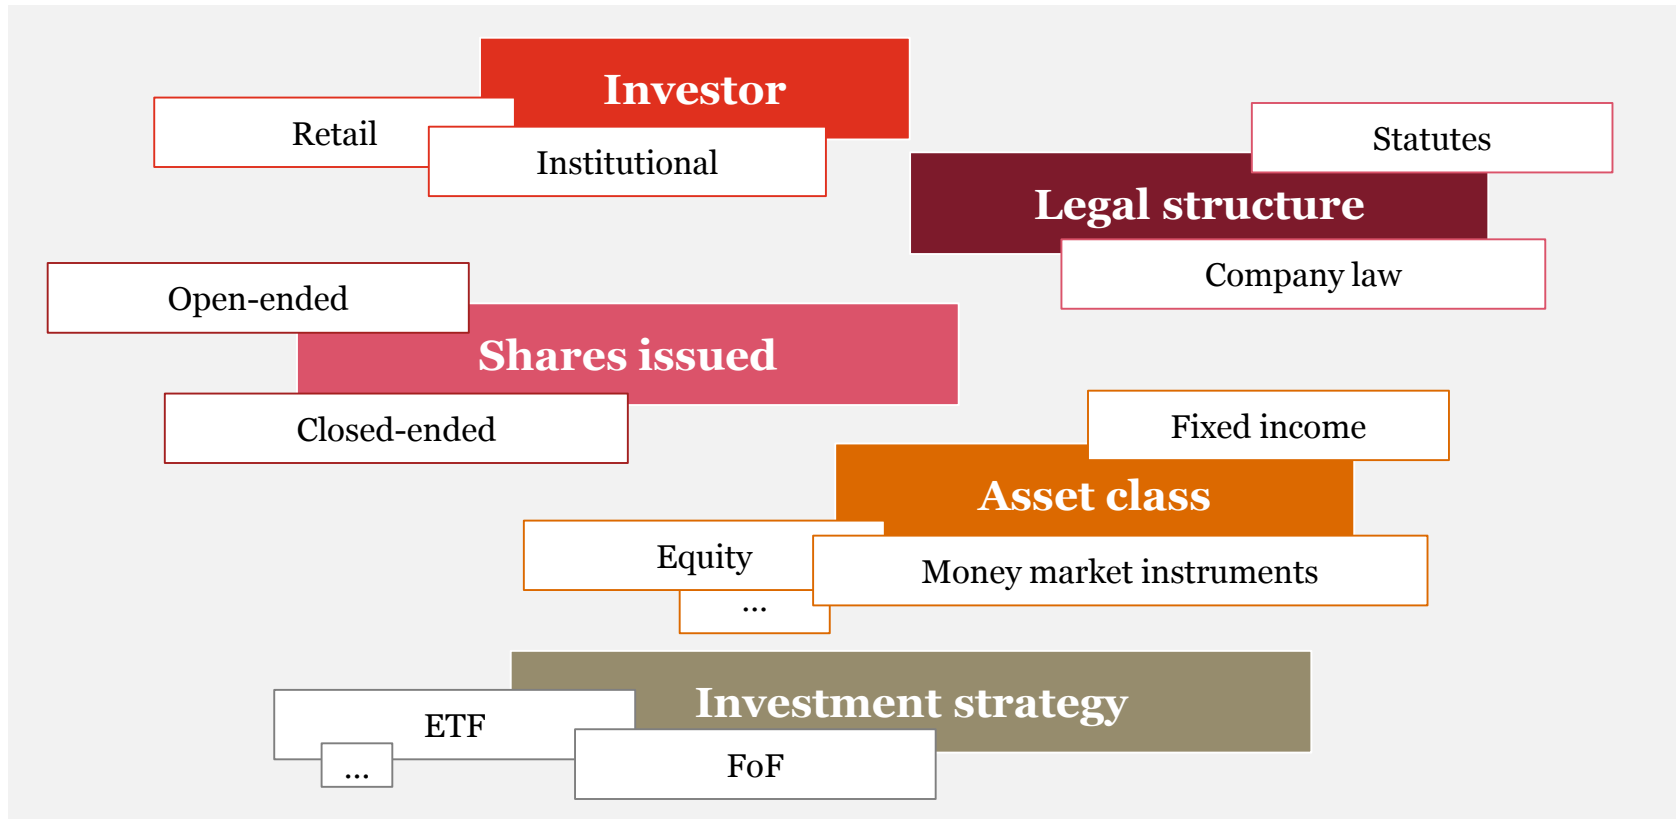 Investor
Retail
Institutional
Statutes
Legal structure
Company law
Open-ended
Shares issued
Closed-ended
Fixed income
Asset class
Equity
Money market instruments
...
Investment strategy
ETF
...
FoF